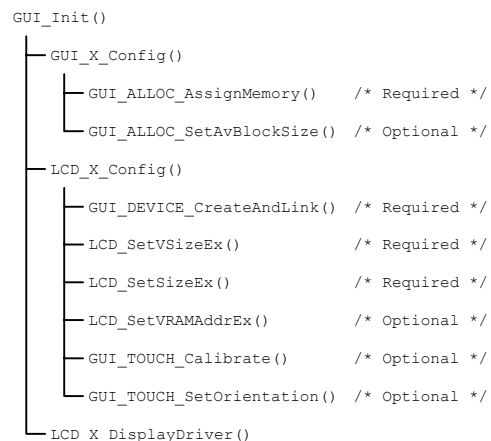 GUI_Init()
GUI_X_Config()
GUI_ALLOC_AssignMemory() /* Required */
GUI_ALLOC_SetAvBlockSize() /* Optional */
LCD_X_Config()
GUI_DEVICE_CreateAndLink() /* Required */
LCD_SetVSizeEx() /* Required */
LCD_SetSizeEx() /* Required */
LCD_SetVRAMAddrEx() /* Optional */
GUI_TOUCH_Calibrate() /* Optional */
GUI_TOUCH_SetOrientation() /* Optional */
LCD_X_DisplayDriver()